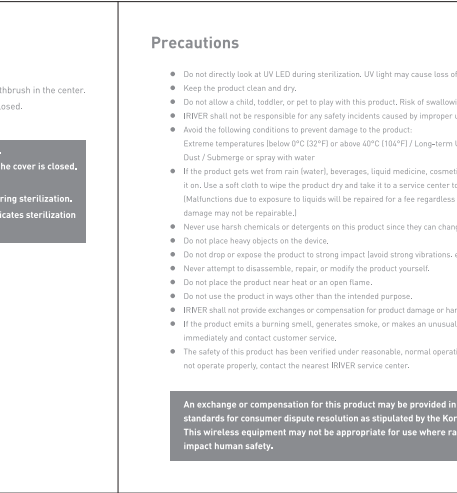 thbrush in the center.
losed.
he cover is closed,
ring sterilization.
icates sterilization
Precautions
● Do not directly look at UV LED during sterilization. UV light may cause loss of
● Keep the product clean and dry.
● Do not allow a child, toddler, or pet to play with this product. Risk of swallowi
● IRIVER shall not be responsible for any safety incidents caused by improper u
● Avoid the following conditions to prevent damage to the product:
Extreme temperatures (below 0°C (32°F) or above 40°C (104°F) / Long-term U
Dust / Submerge or spray with water
● If the product gets wet from rain (water), beverages, liquid medicine, cosmeti
it on. Use a soft cloth to wipe the product dry and take it to a service center to
(Malfunctions due to exposure to liquids will be repaired for a fee regardless
damage may not be repairable.)
● Never use harsh chemicals or detergents on this product since they can chang
● Do not place heavy objects on the device.
● Do not drop or expose the product to strong impact (avoid strong vibrations. e
● Never attempt to disassemble, repair, or modify the product yourself.
● Do not place the product near heat or an open flame.
● Do not use the product in ways other than the intended purpose.
● IRIVER shall not provide exchanges or compensation for product damage or har
● If the product emits a burning smell, generates smoke, or makes an unusual
immediately and contact customer service.
● The safety of this product has been verified under reasonable, normal operati
not operate properly, contact the nearest IRIVER service center.
An exchange or compensation for this product may be provided in
standards for consumer dispute resolution as stipulated by the Kor
This wireless equipment may not be appropriate for use where ra
impact human safety.